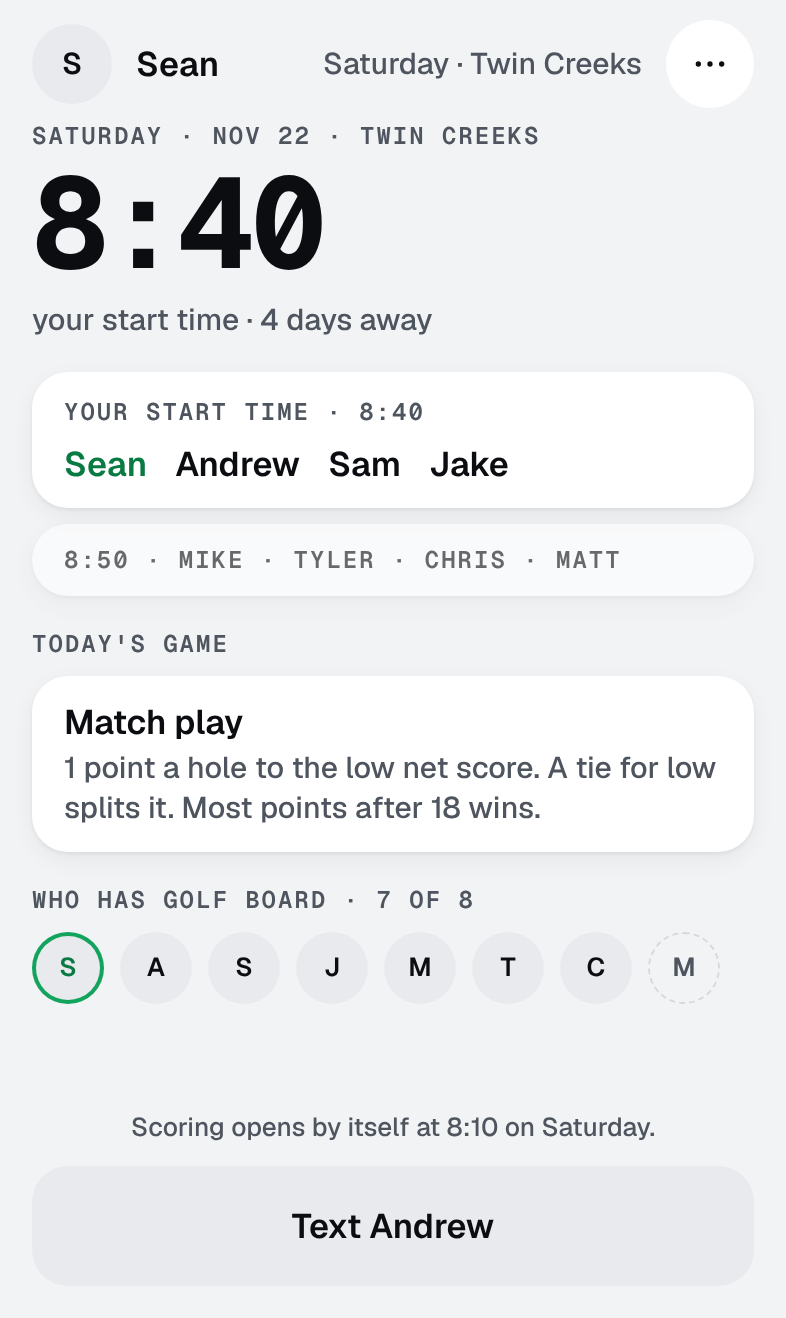 S Sean Saturday · Twin Creeks ...
SATURDAY · NOV 22 · TWIN CREEKS
8:40
your start time · 4 days away
YOUR START TIME · 8:40
Sean Andrew Sam Jake
8:50 · MIKE · TYLER · CHRIS · MATT
TODAY'S GAME
Match play
1 point a hole to the low net score. A tie for low
splits it. Most points after 18 wins.
WHO HAS GOLF BOARD · 7 OF 8
S A S J M T C M
Scoring opens by itself at 8:10 on Saturday.
Text Andrew